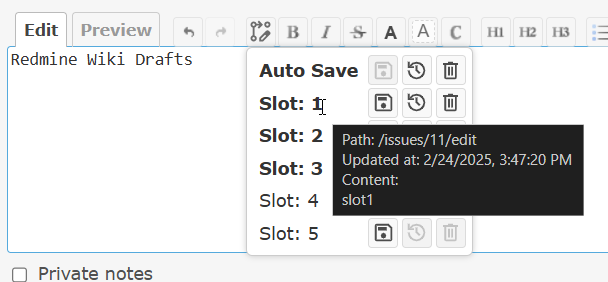 Edit Preview B I S A A C H1 H2 H3
Redmine Wiki Drafts
Auto Save
Slot: 1
Slot: 2
Slot: 3
Slot: 4
Slot: 5
Path: /issues/11/edit
Updated at: 2/24/2025, 3:47:20 PM
Content:
slot1
Private notes